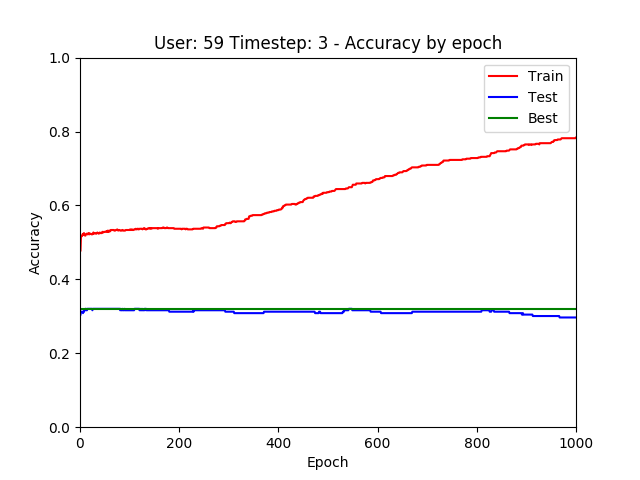 User: 59 Timestep: 3 - Accuracy by epoch
1.0
0.8
0.6
0.4
0.2
0.0
Accuracy
Train
Test
Best
0 200 400 600 800 1000
Epoch